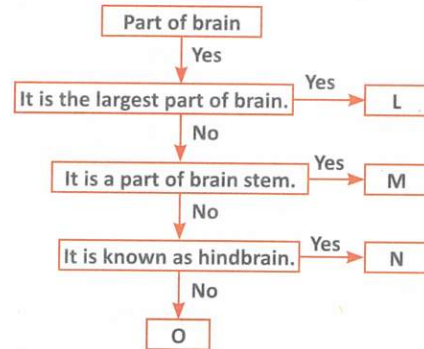 Part of brain
Yes
It is the largest part of brain.
Yes
L
No
It is a part of brain stem.
Yes
M
No
It is known as hindbrain.
Yes
N
No
O